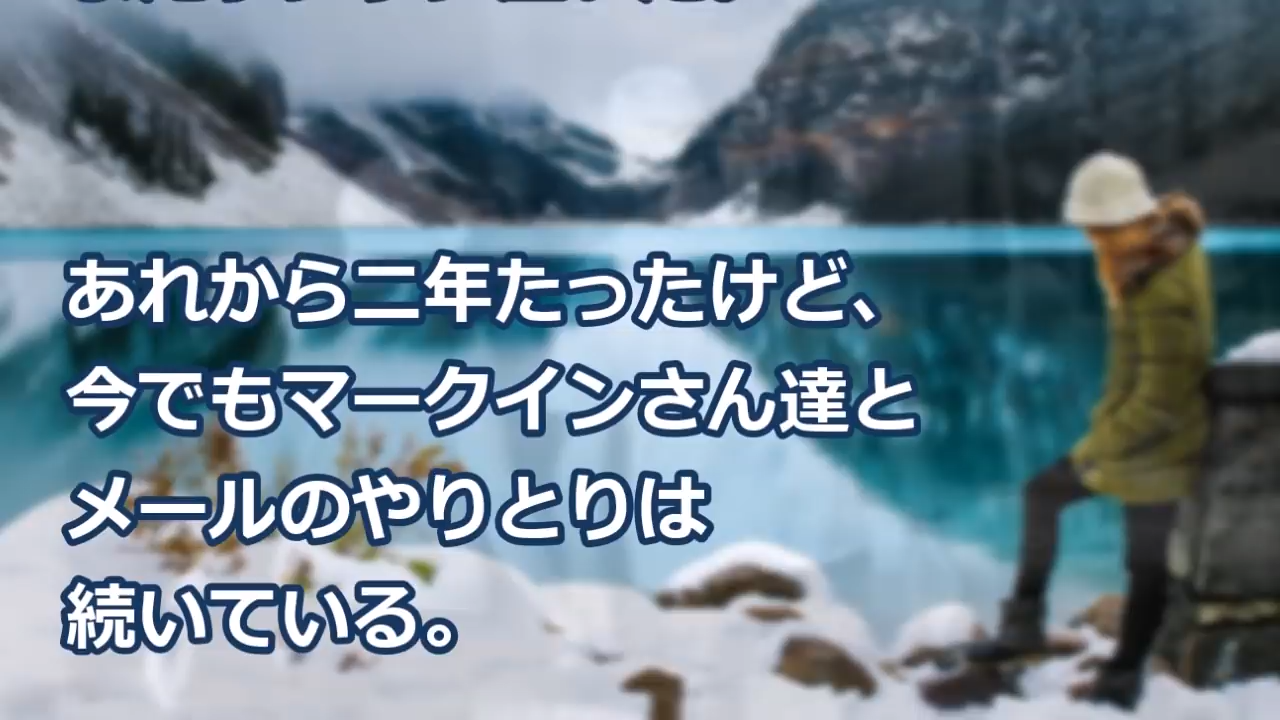 あれから二年たったけど、
今でもマークインさん達と
メールのやりとりは
続いている。